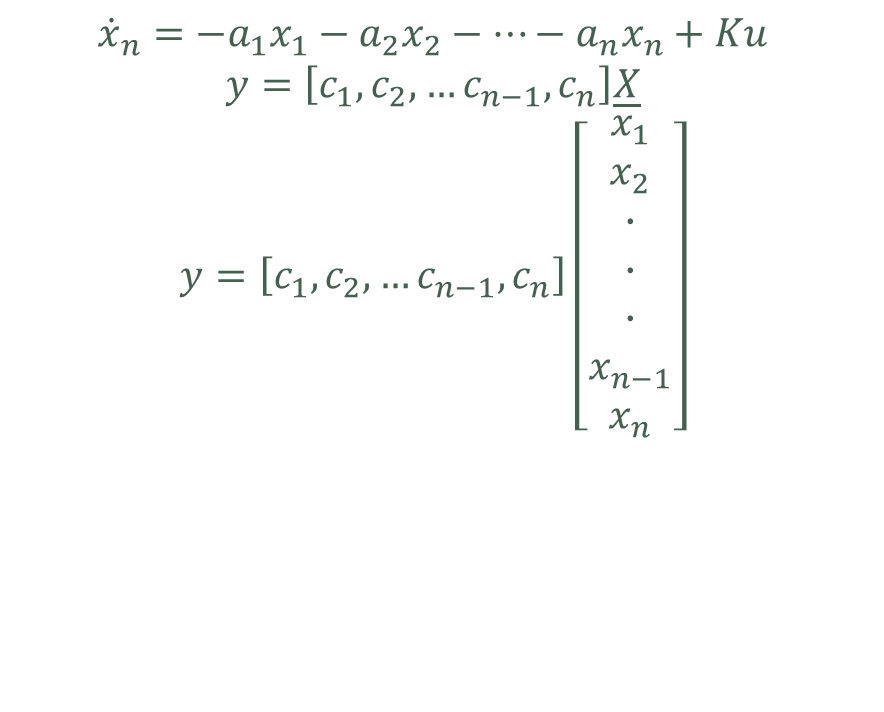 ẋₙ = −a₁x₁ − a₂x₂ − ⋯ − aₙxₙ + Ku
y = [c₁, c₂, … cₙ₋₁, cₙ]X̲
y = [c₁, c₂, … cₙ₋₁, cₙ]
x₁
x₂
.
.
.
xₙ₋₁
xₙ